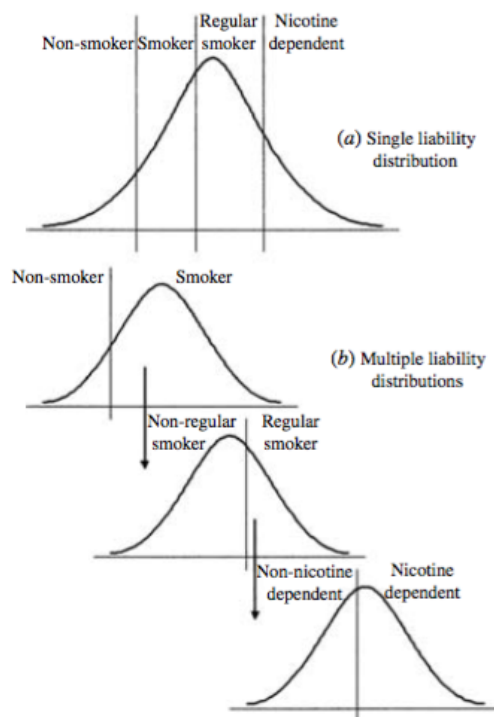 Regular Nicotine
Non-smoker Smoker smoker dependent
(a) Single liability
distribution
Non-smoker Smoker
(b) Multiple liability
distributions
Non-regular Regular
smoker smoker
Non-nicotine Nicotine
dependent dependent